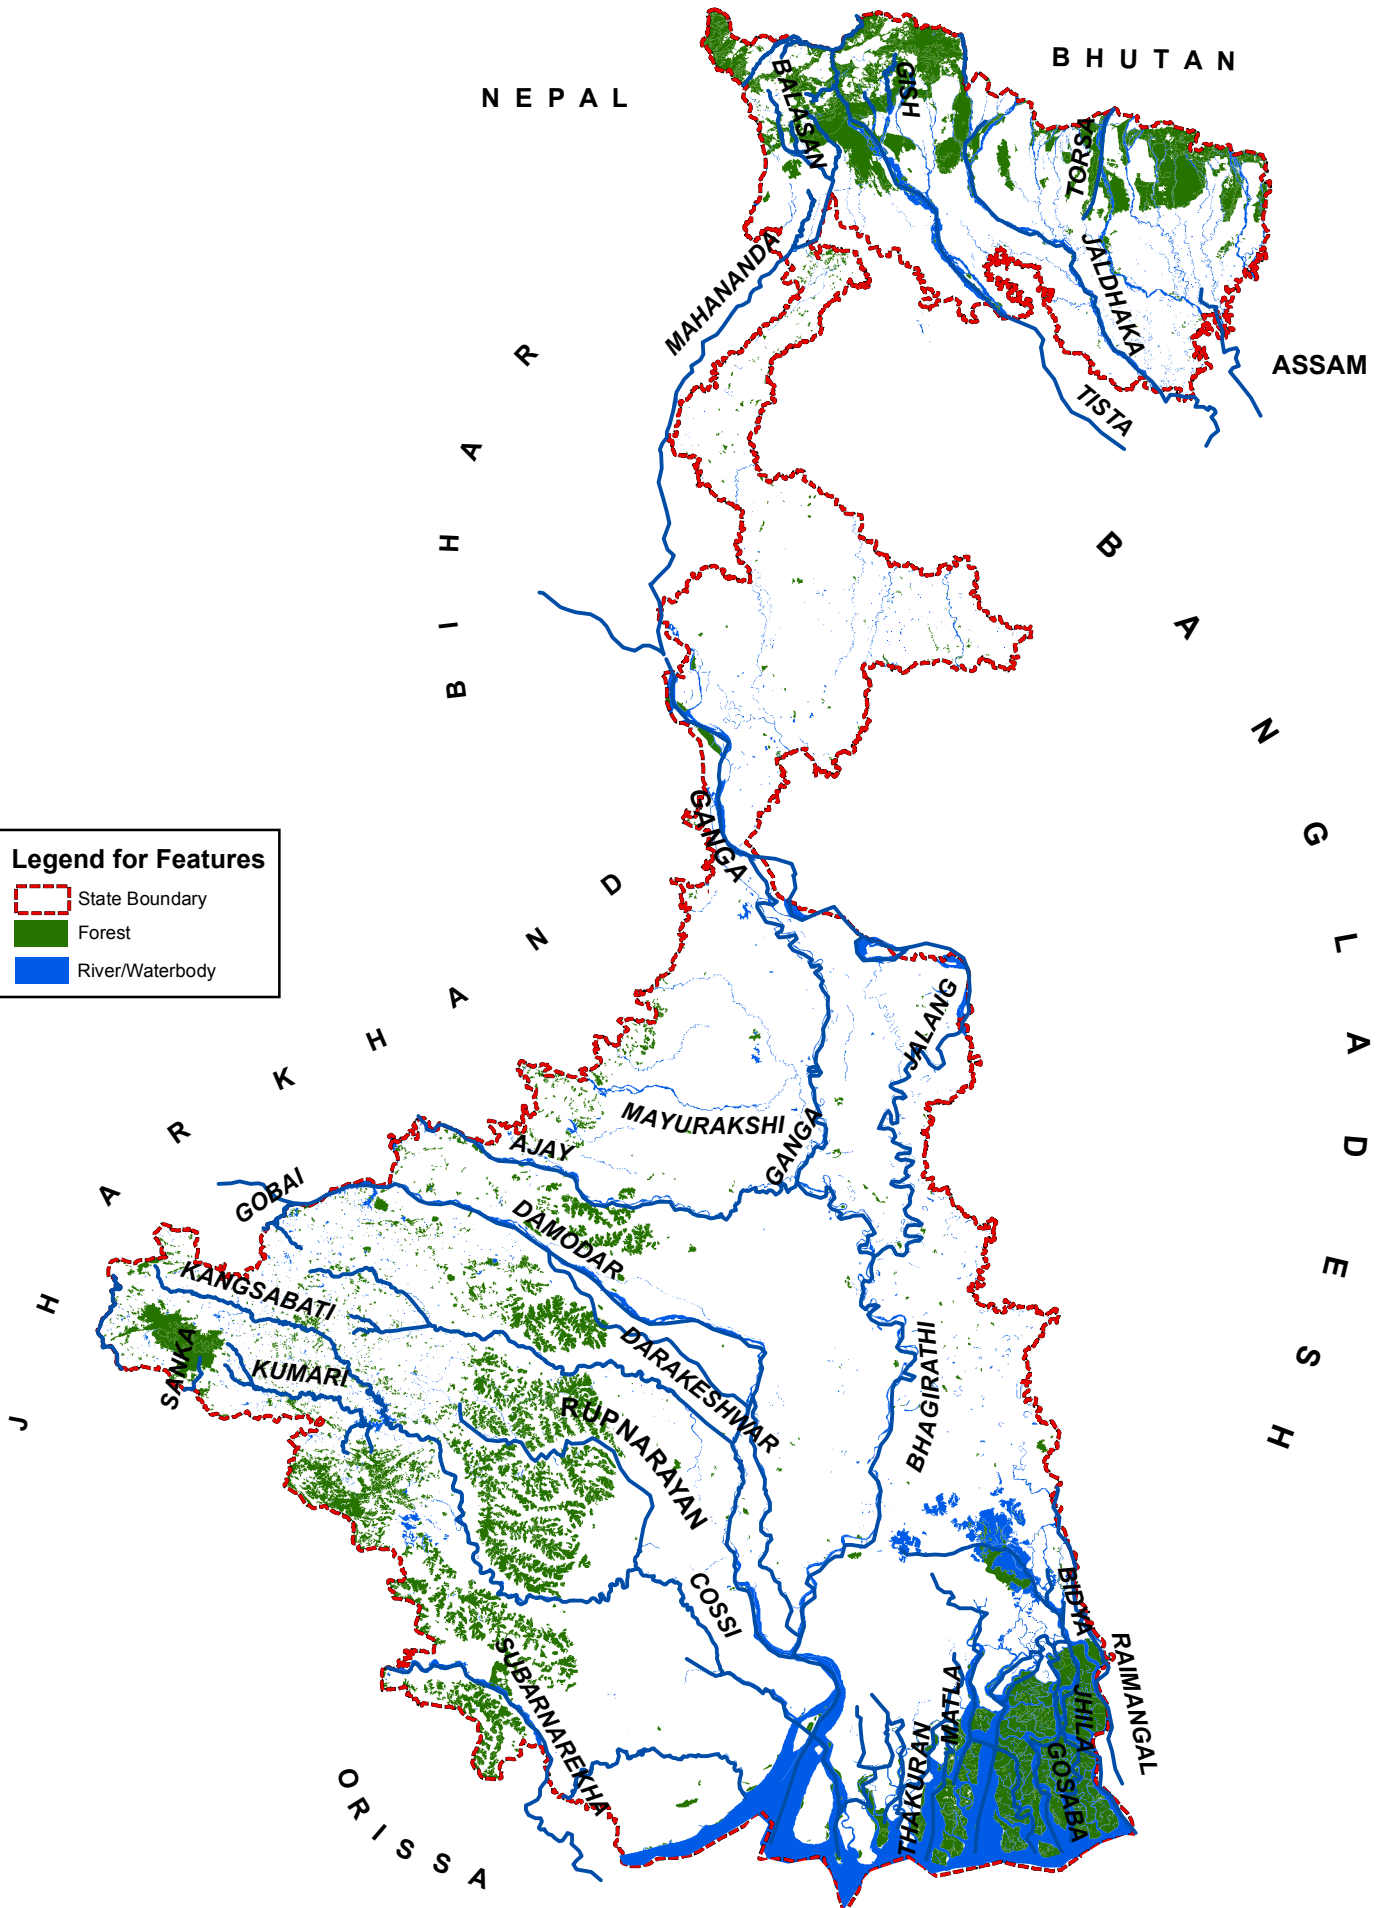 BHUTAN
NEPAL
BALASAN
GISH
TORSA
MAHANANDA
JALDHAKA
ASSAM
TISTA
BIHAR
BANGLADESH
GANGA
Legend for Features
State Boundary
Forest
River/Waterbody
JHARKHAND
JALANG
MAYURAKSHI
AJAY
GANGA
GOBAI
DAMODAR
KANGSABATI
SANKA
KUMARI
DARAKESHWAR
BHAGIRATHI
RUPNARAYAN
COSSI
BIDYA
RAIMANGAL
SUBARNAREKHA
MATLA
JHILA
THAKURAN
GOSABA
ORISSA